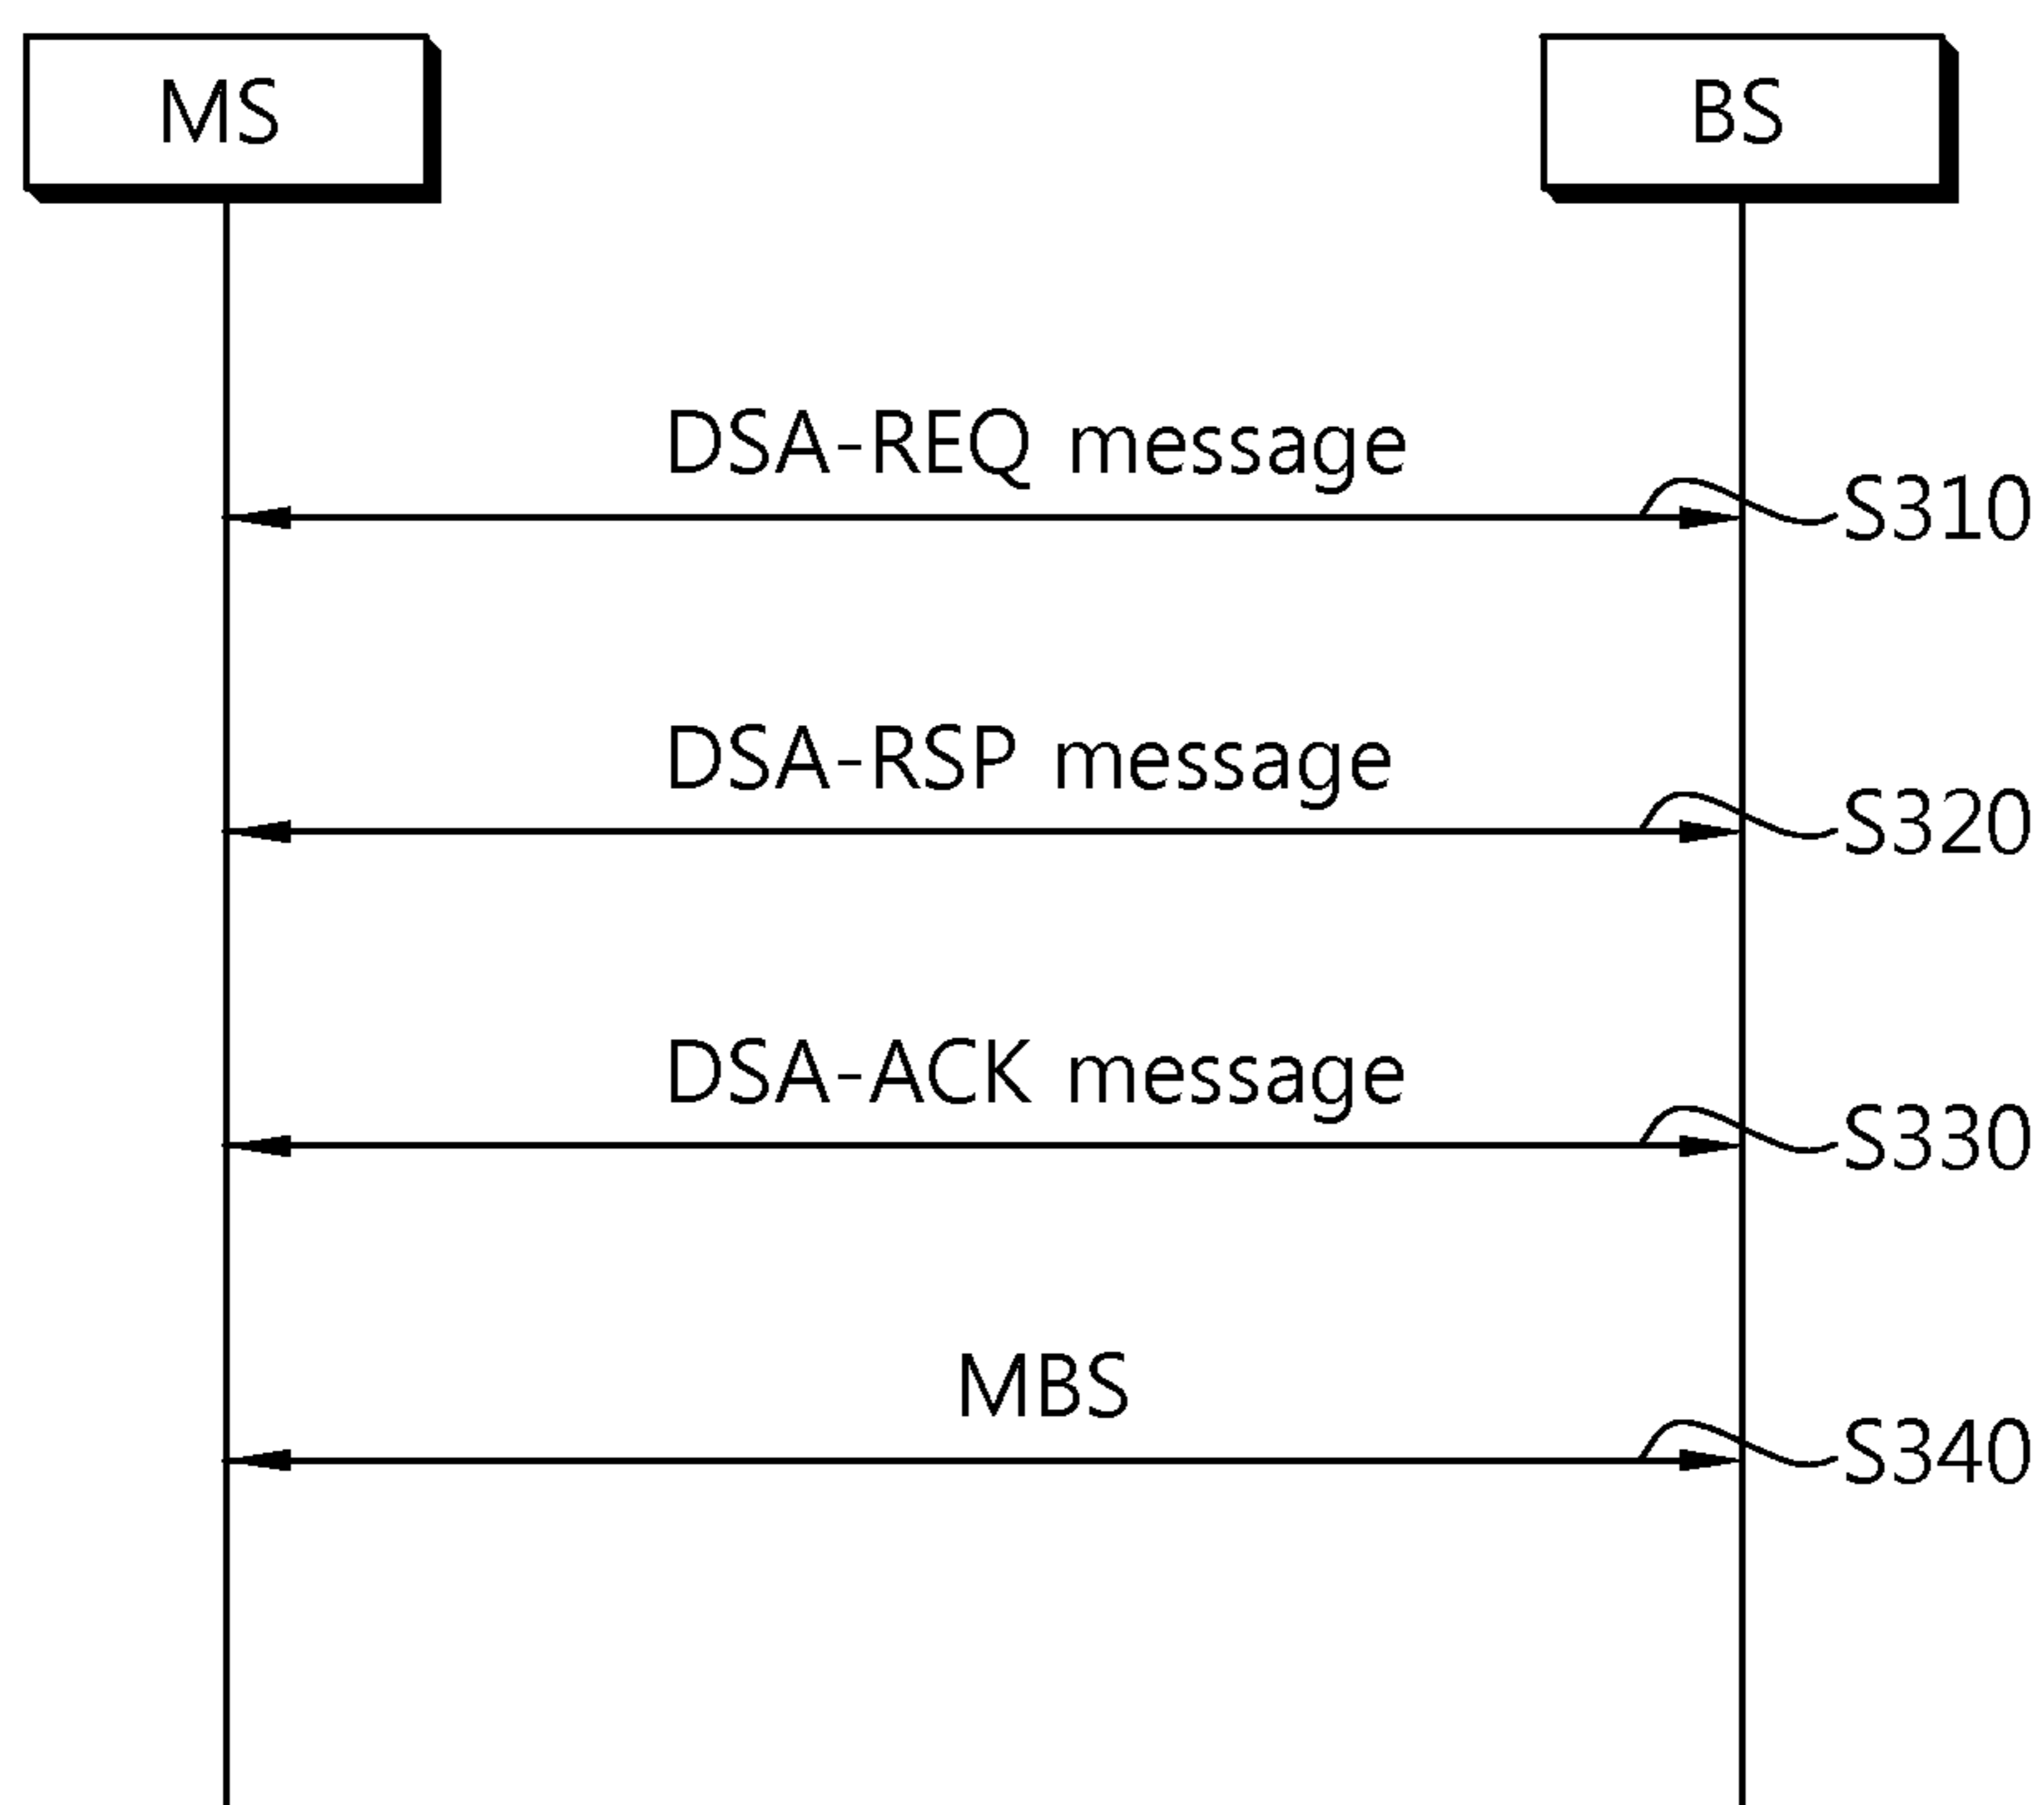 MS
BS
DSA-REQ message
S310
DSA-RSP message
S320
DSA-ACK message
S330
MBS
S340